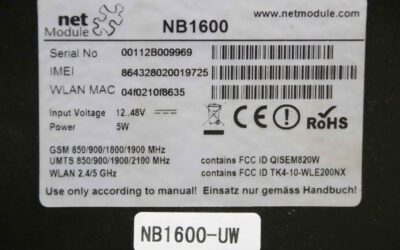 net
Module
NB1600
www.netmodule.com
Serial No 00112B009969
IMEI 864328020019725
WLAN MAC 04f0210f8635
Input Voltage 12..48V
Power 5W
CE
RoHS
GSM 850/900/1800/1900 MHz
UMTS 850/900/1900/2100 MHz contains FCC ID QISEM820W
WLAN 2.4/5 GHz contains FCC ID TK4-10-WLE200NX
Use only according to manual! Einsatz nur gemäss Handbuch!
NB1600-UW